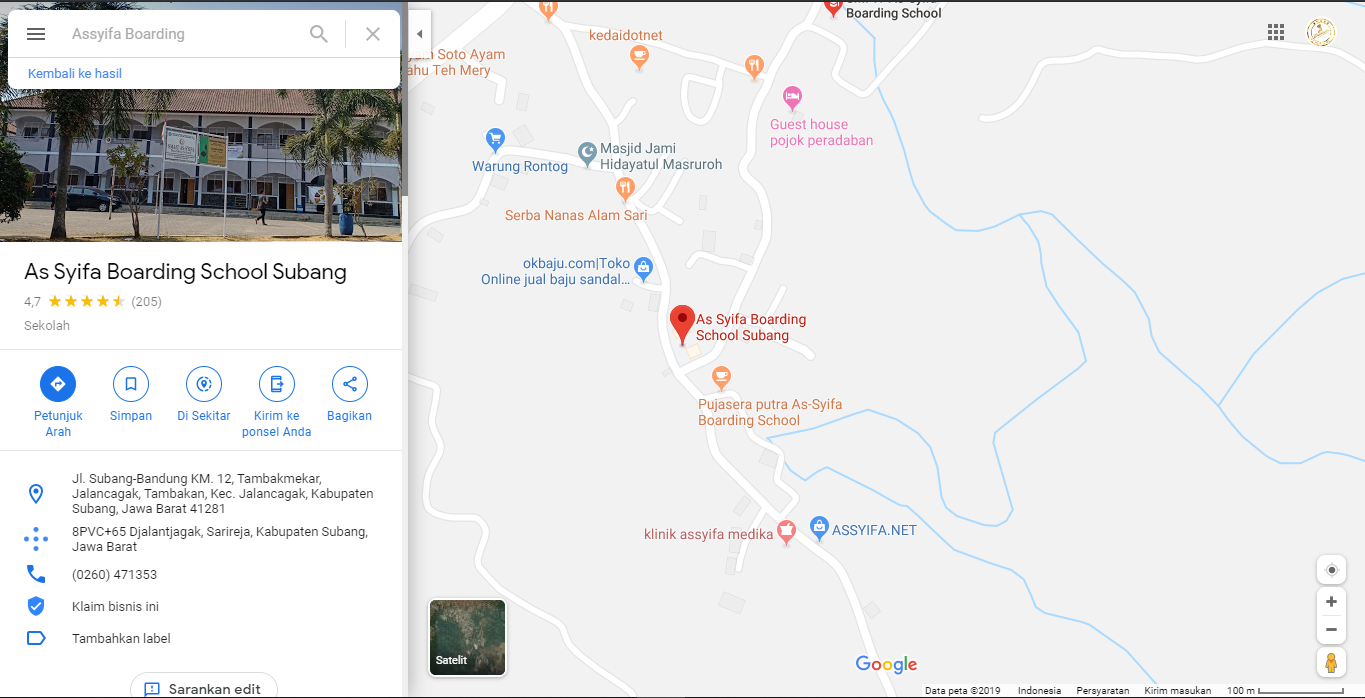 Assyifa Boarding
Kembali ke hasil
As Syifa Boarding School Subang
4,7 (205)
Sekolah
Petunjuk
Arah
Simpan
Di Sekitar
Kirim ke
ponsel Anda
Bagikan
Jl. Subang-Bandung KM. 12, Tambakmekar,
Jalancagak, Tambakan, Kec. Jalancagak, Kabupaten
Subang, Jawa Barat 41281
8PVC+65 Djalantjagak, Sarireja, Kabupaten Subang,
Jawa Barat
(0260) 471353
Klaim bisnis ini
Tambahkan label
Sarankan edit
Boarding School
kedaidotnet
Soto Ayam
Teh Mery
Guest house
pojok peradaban
Masjid Jami
Hidayatul Masruroh
Warung Rontog
Serba Nanas Alam Sari
okbaju.com|Toko
Online jual baju sandal...
As Syifa Boarding
School Subang
Pujasera putra As-Syifa
Boarding School
klinik assyifa medika
ASSYIFA.NET
Satelit
Google
Data peta ©2019 Indonesia Persyaratan Kirim masukan 100 m